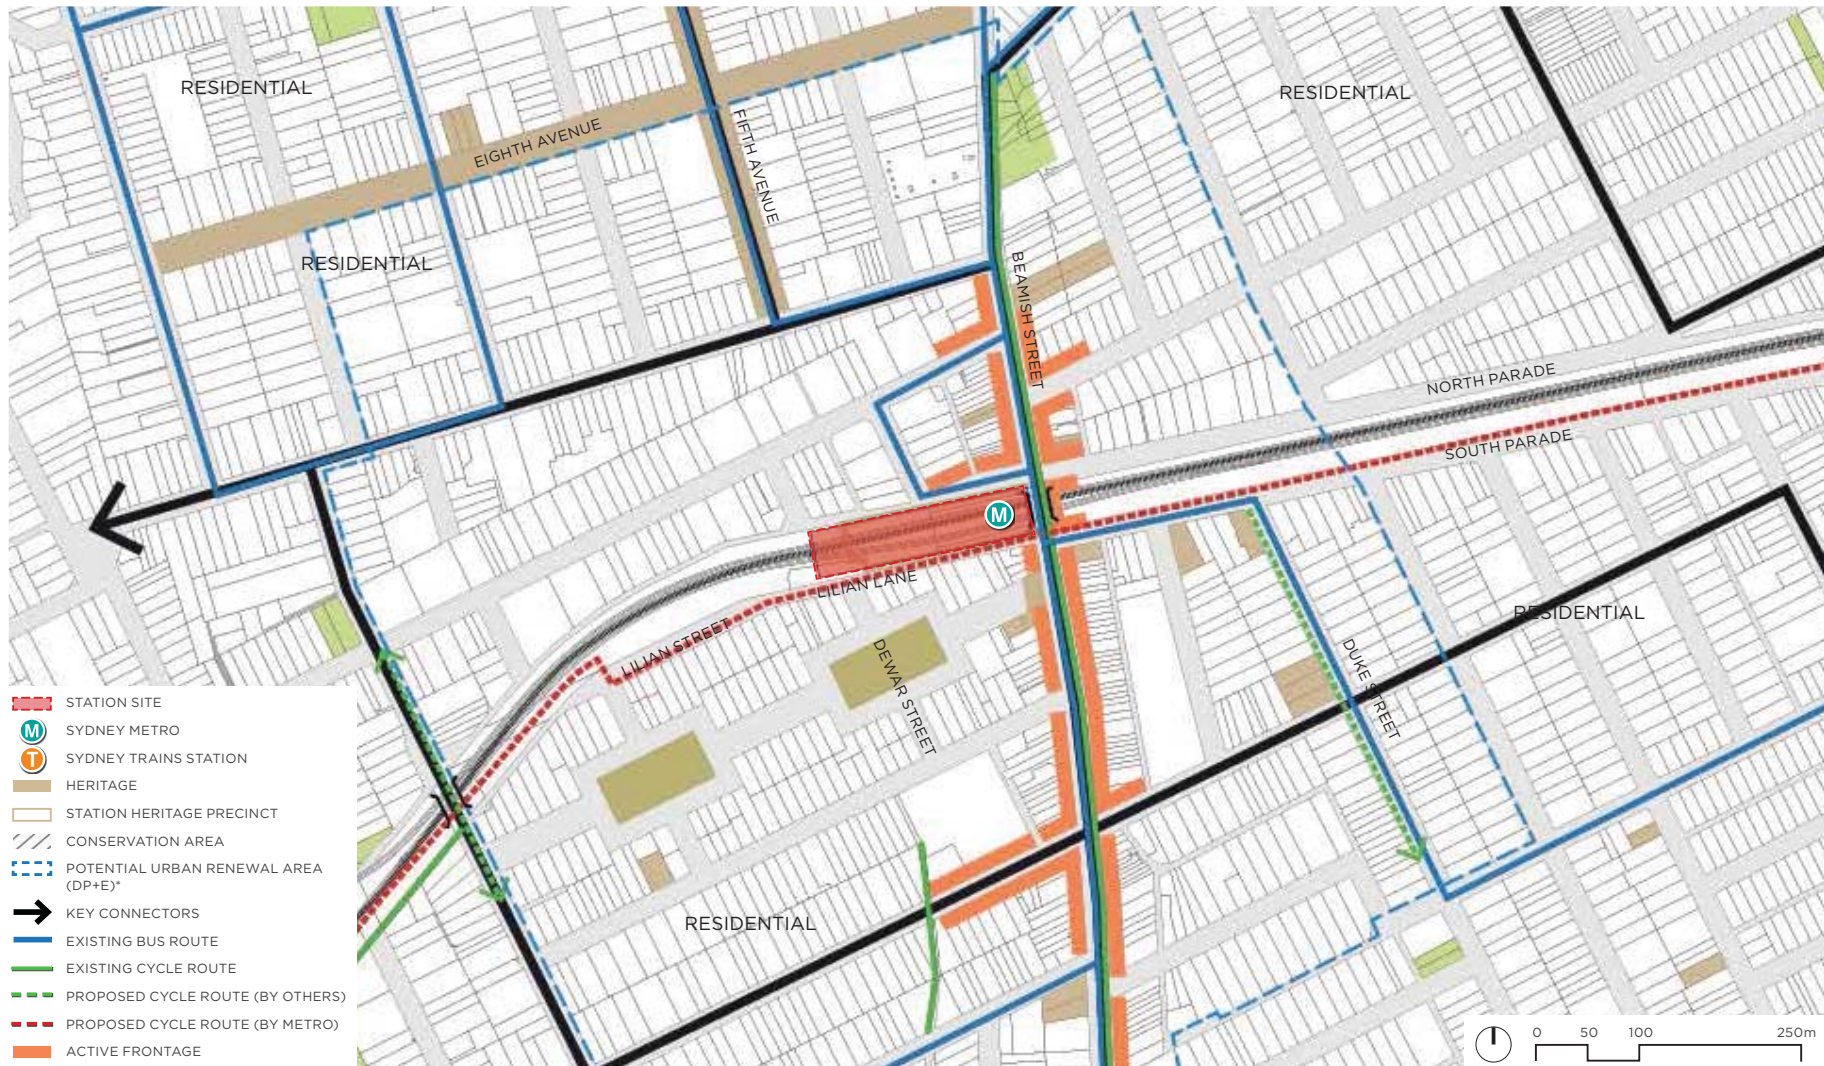 RESIDENTIAL
RESIDENTIAL
EIGHTH AVENUE
FIFTH AVENUE
RESIDENTIAL
BEAMISH STREET
NORTH PARADE
SOUTH PARADE
M
LILIAN LANE
LILIAN STREET
DEWAR STREET
DUKE STREET
RESIDENTIAL
RESIDENTIAL
STATION SITE
M
SYDNEY METRO
T
SYDNEY TRAINS STATION
HERITAGE
STATION HERITAGE PRECINCT
CONSERVATION AREA
POTENTIAL URBAN RENEWAL AREA
(DP+E)*
KEY CONNECTORS
EXISTING BUS ROUTE
EXISTING CYCLE ROUTE
PROPOSED CYCLE ROUTE (BY OTHERS)
PROPOSED CYCLE ROUTE (BY METRO)
ACTIVE FRONTAGE
0 50 100 250m